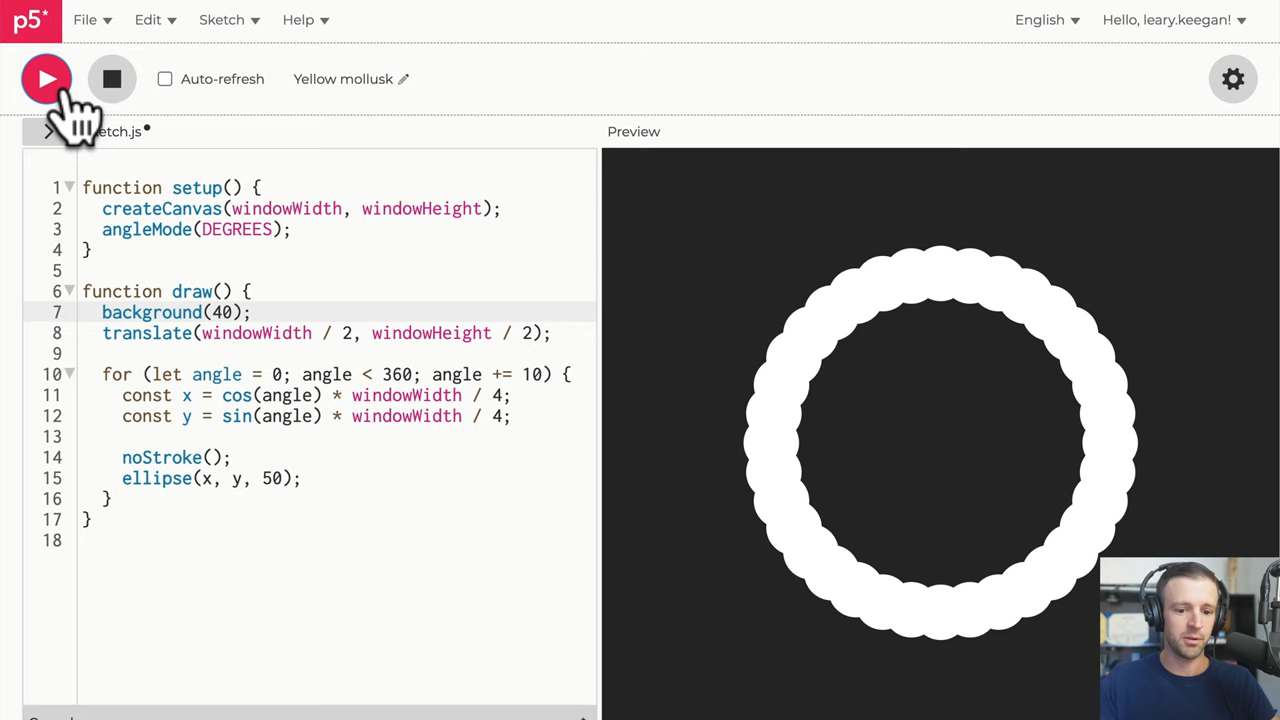 p5* File Edit Sketch Help English Hello, leary.keegan!
Auto-refresh Yellow mollusk
etch.js Preview
1 function setup() {
2 createCanvas(windowWidth, windowHeight);
3 angleMode(DEGREES);
4 }
5
6 function draw() {
7 background(40);
8 translate(windowWidth / 2, windowHeight / 2);
9
10 for (let angle = 0; angle < 360; angle += 10) {
11 const x = cos(angle) * windowWidth / 4;
12 const y = sin(angle) * windowWidth / 4;
13
14 noStroke();
15 ellipse(x, y, 50);
16 }
17 }
18